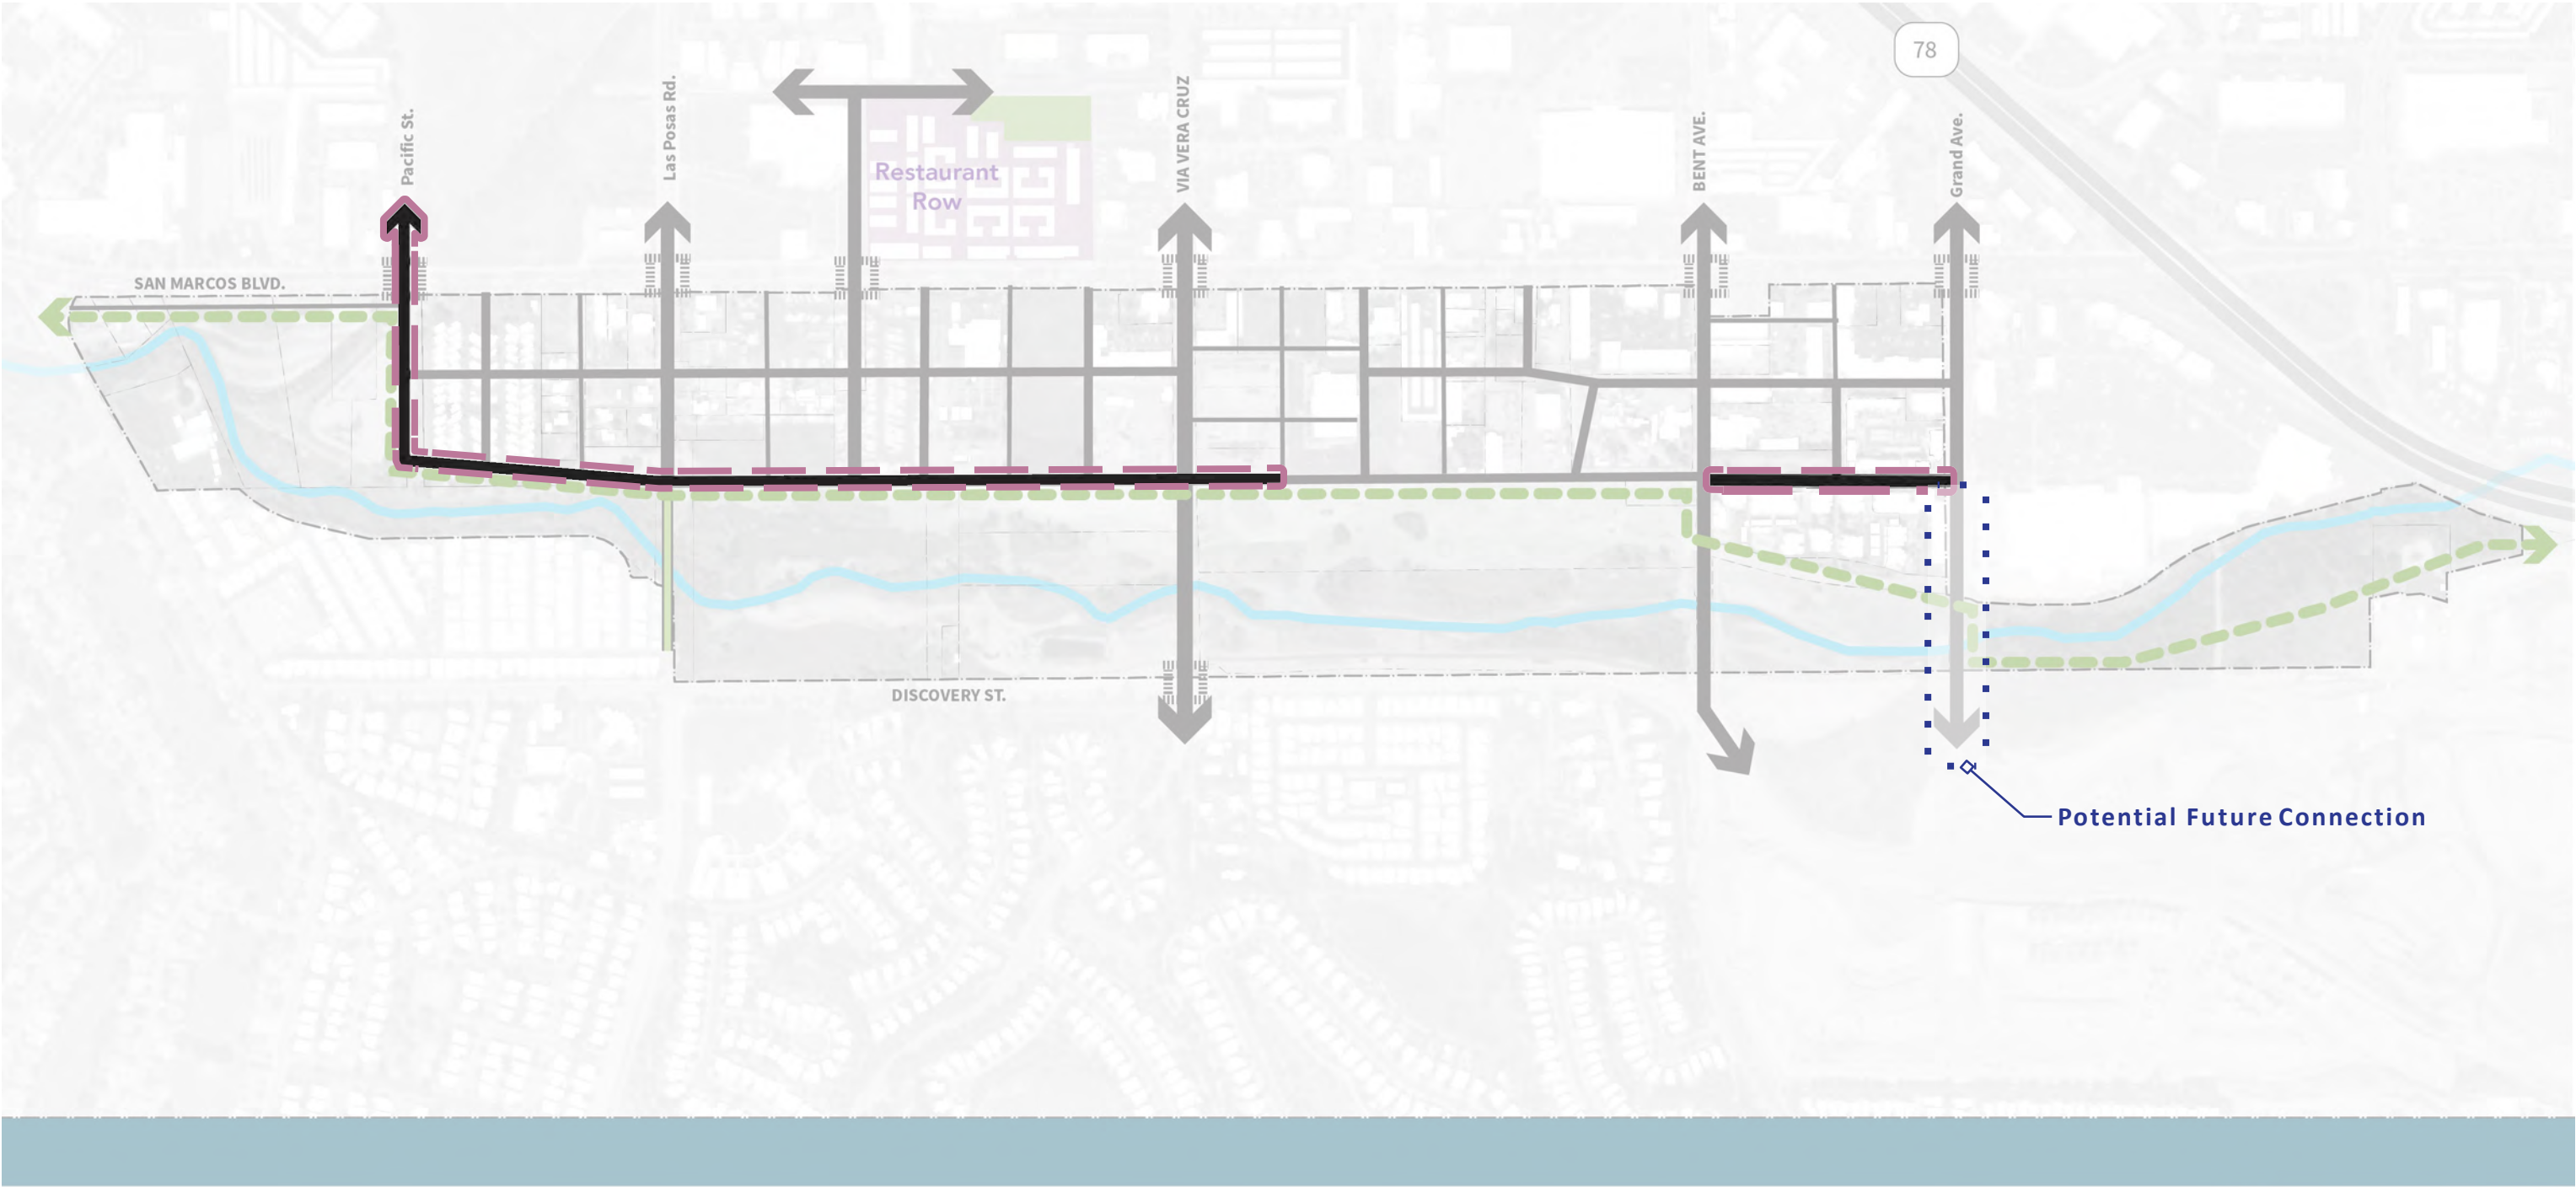 78
Pacific St.
Las Posas Rd.
VIA VERA CRUZ
BENT AVE.
Grand Ave.
Restaurant
Row
SAN MARCOS BLVD.
DISCOVERY ST.
Potential Future Connection